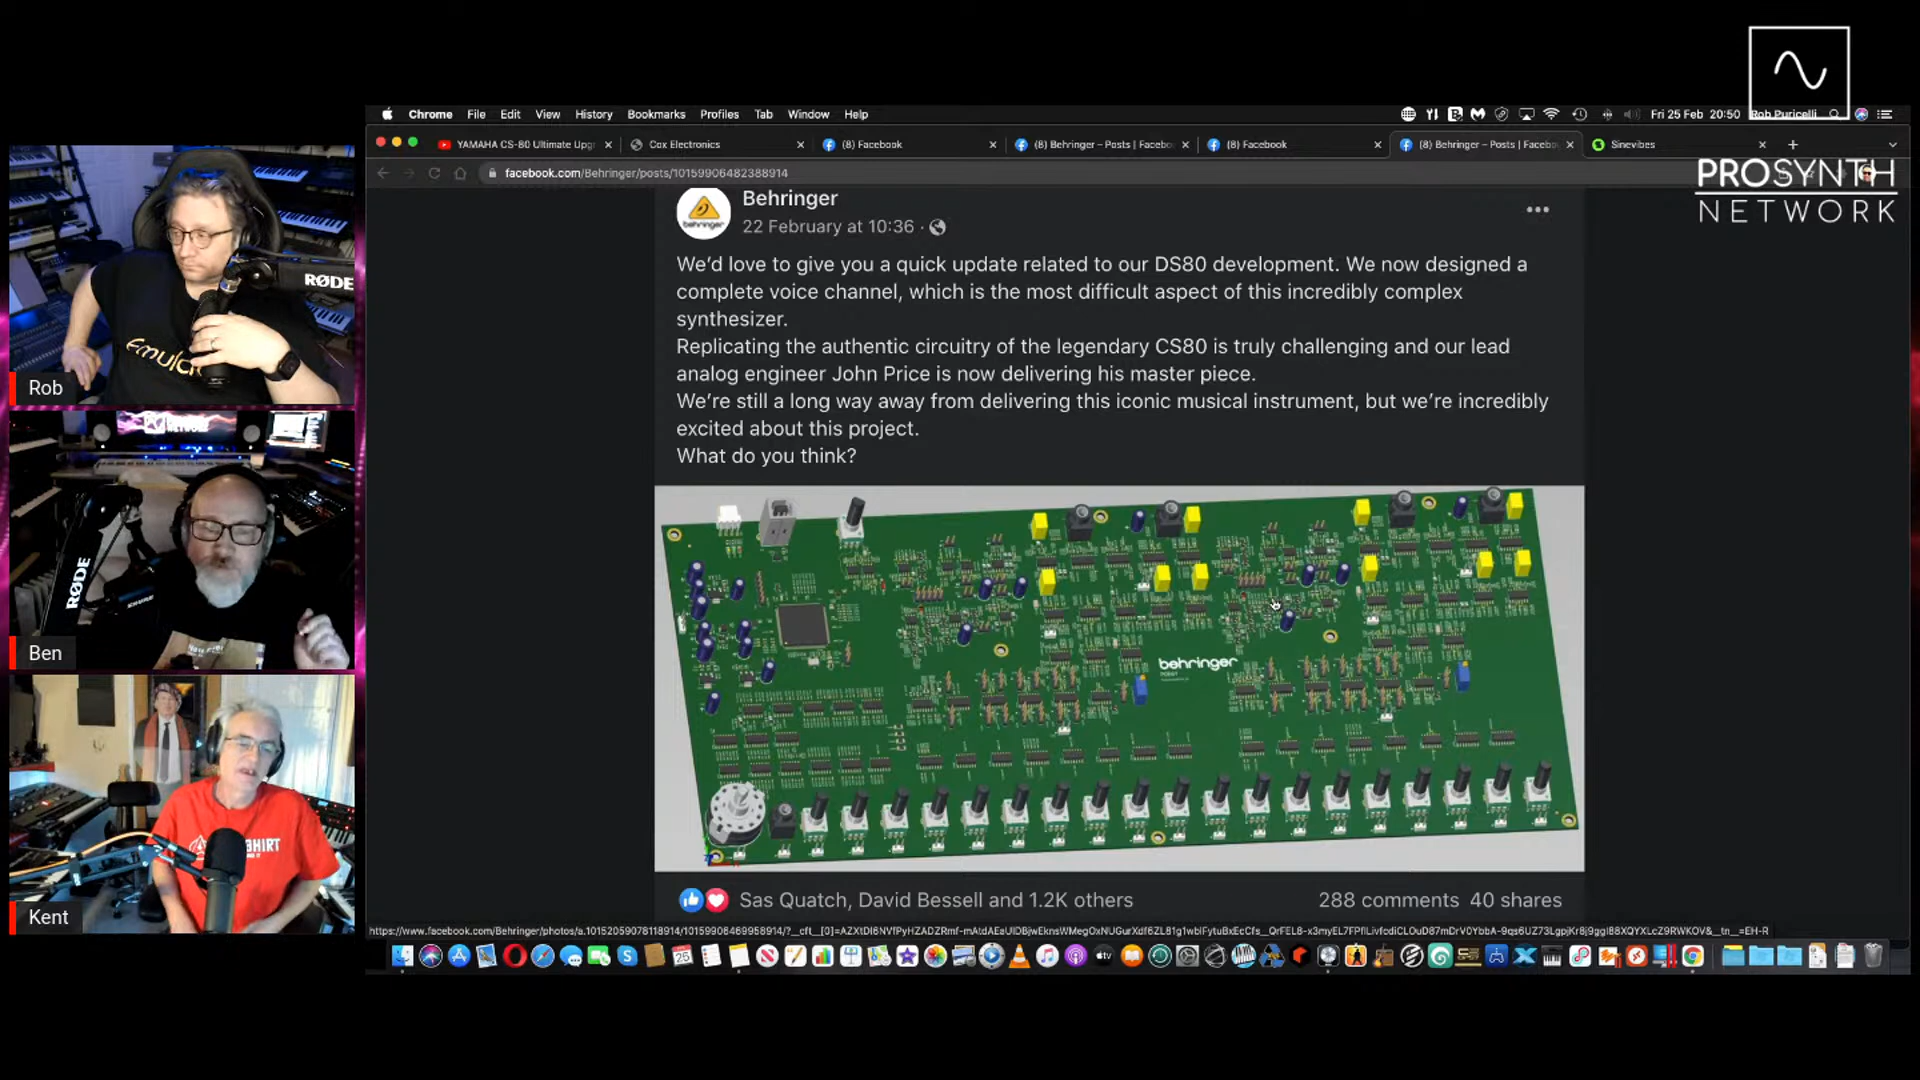 Chrome File Edit View History Bookmarks Profiles Tab Window Help
Fri 25 Feb 20:50 Rob Puricelli
YAMAHA CS-80 Ultimate Upgr
Cox Electronics
(8) Facebook
(8) Behringer – Posts | Facebo
(8) Facebook
(8) Behringer – Posts | Facebo
Sinevibes
facebook.com/Behringer/posts/10159906482388914
PROSYNTH
NETWORK
Behringer
22 February at 10:36
We'd love to give you a quick update related to our DS80 development. We now designed a
complete voice channel, which is the most difficult aspect of this incredibly complex
synthesizer.
Replicating the authentic circuitry of the legendary CS80 is truly challenging and our lead
analog engineer John Price is now delivering his master piece.
We're still a long way away from delivering this iconic musical instrument, but we're incredibly
excited about this project.
What do you think?
behringer
Sas Quatch, David Bessell and 1.2K others
288 comments 40 shares
RØDE
Rob
RØDE
Ben
Kent